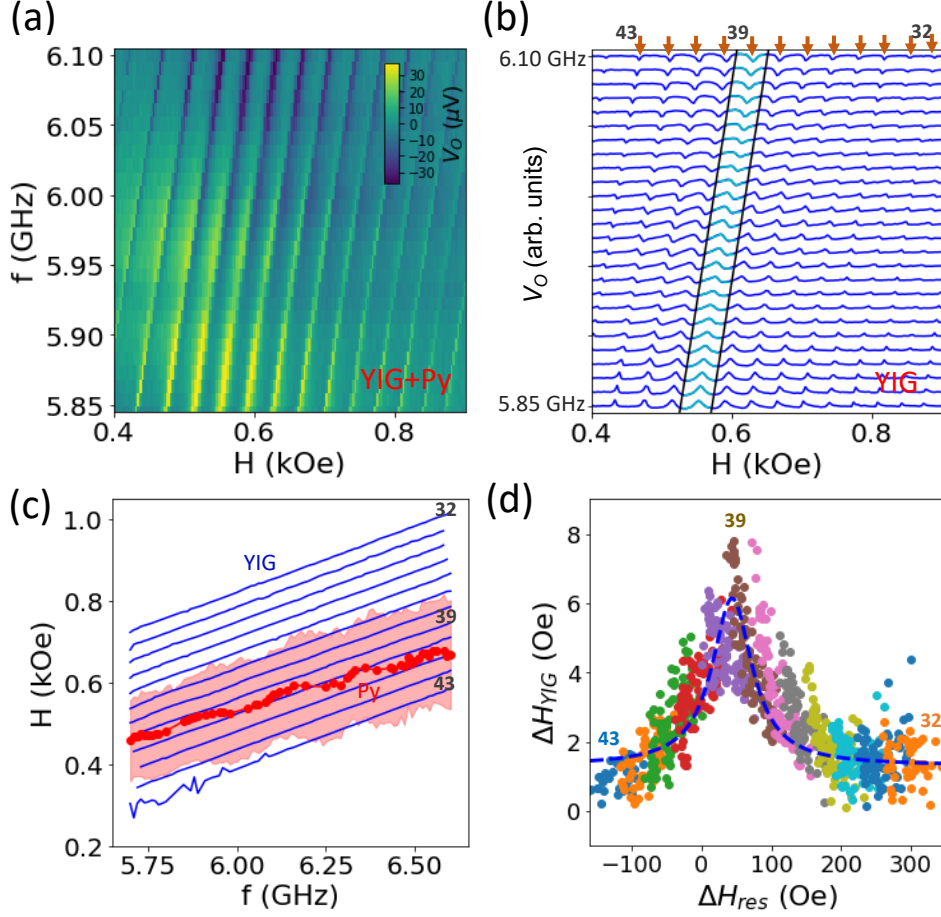 (a)
6.10
6.05
6.00
5.95
5.90
5.85
f (GHz)
30
20
10
0
−10
−20
−30
V_O (μV)
YIG+Py
0.4 0.6 0.8
H (kOe)
(b)
43 39 32
6.10 GHz
5.85 GHz
V_O (arb. units)
YIG
0.4 0.6 0.8
H (kOe)
(c)
1.0
0.8
0.6
0.4
0.2
H (kOe)
32
YIG
39
Py
43
5.75 6.00 6.25 6.50
f (GHz)
(d)
8
6
4
2
0
ΔH_YIG (Oe)
39
43
32
−100 0 100 200 300
ΔH_res (Oe)